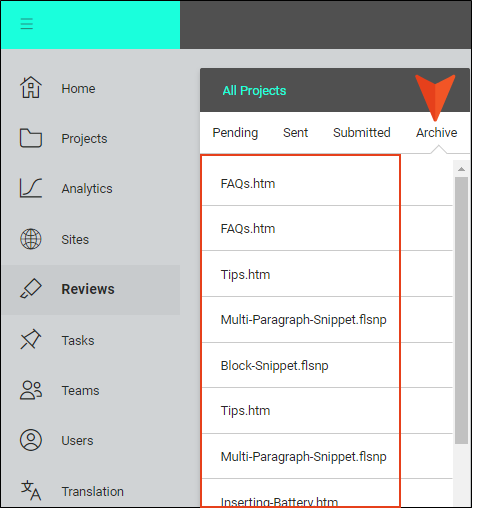 Home
Projects
Analytics
Sites
Reviews
Tasks
Teams
Users
Translation
All Projects
Pending Sent Submitted Archive
FAQs.htm
FAQs.htm
Tips.htm
Multi-Paragraph-Snippet.flsnp
Block-Snippet.flsnp
Tips.htm
Multi-Paragraph-Snippet.flsnp
Inserting-Battery.htm